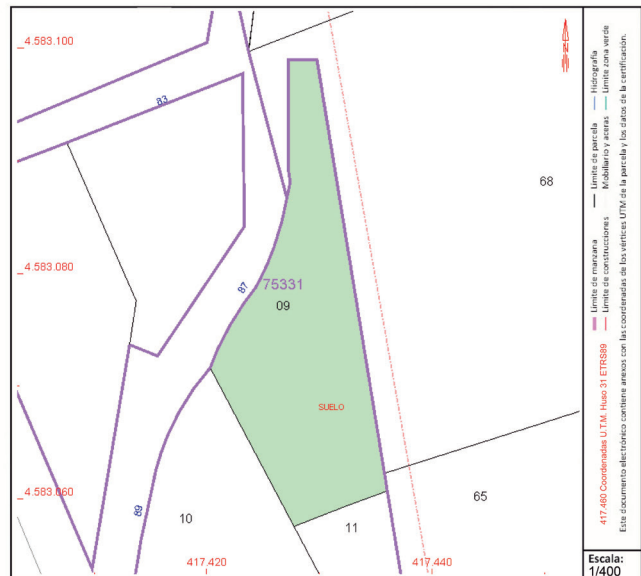 4.583.100
83
68
4.583.080
87
75331
09
SUELO
4.583.060
89
10
11
65
417.420
417.440
N
417.460 Coordenadas U.T.M. Huso 31 ETRS89
Límite de manzana
Límite de parcela
Hidrografía
Límite de construcciones
Mobiliario y aceras
Límite zona verde
Este documento electrónico contiene anexos con las coordenadas de los vértices UTM de la parcela y los datos de la certificación.
Escala:
1/400